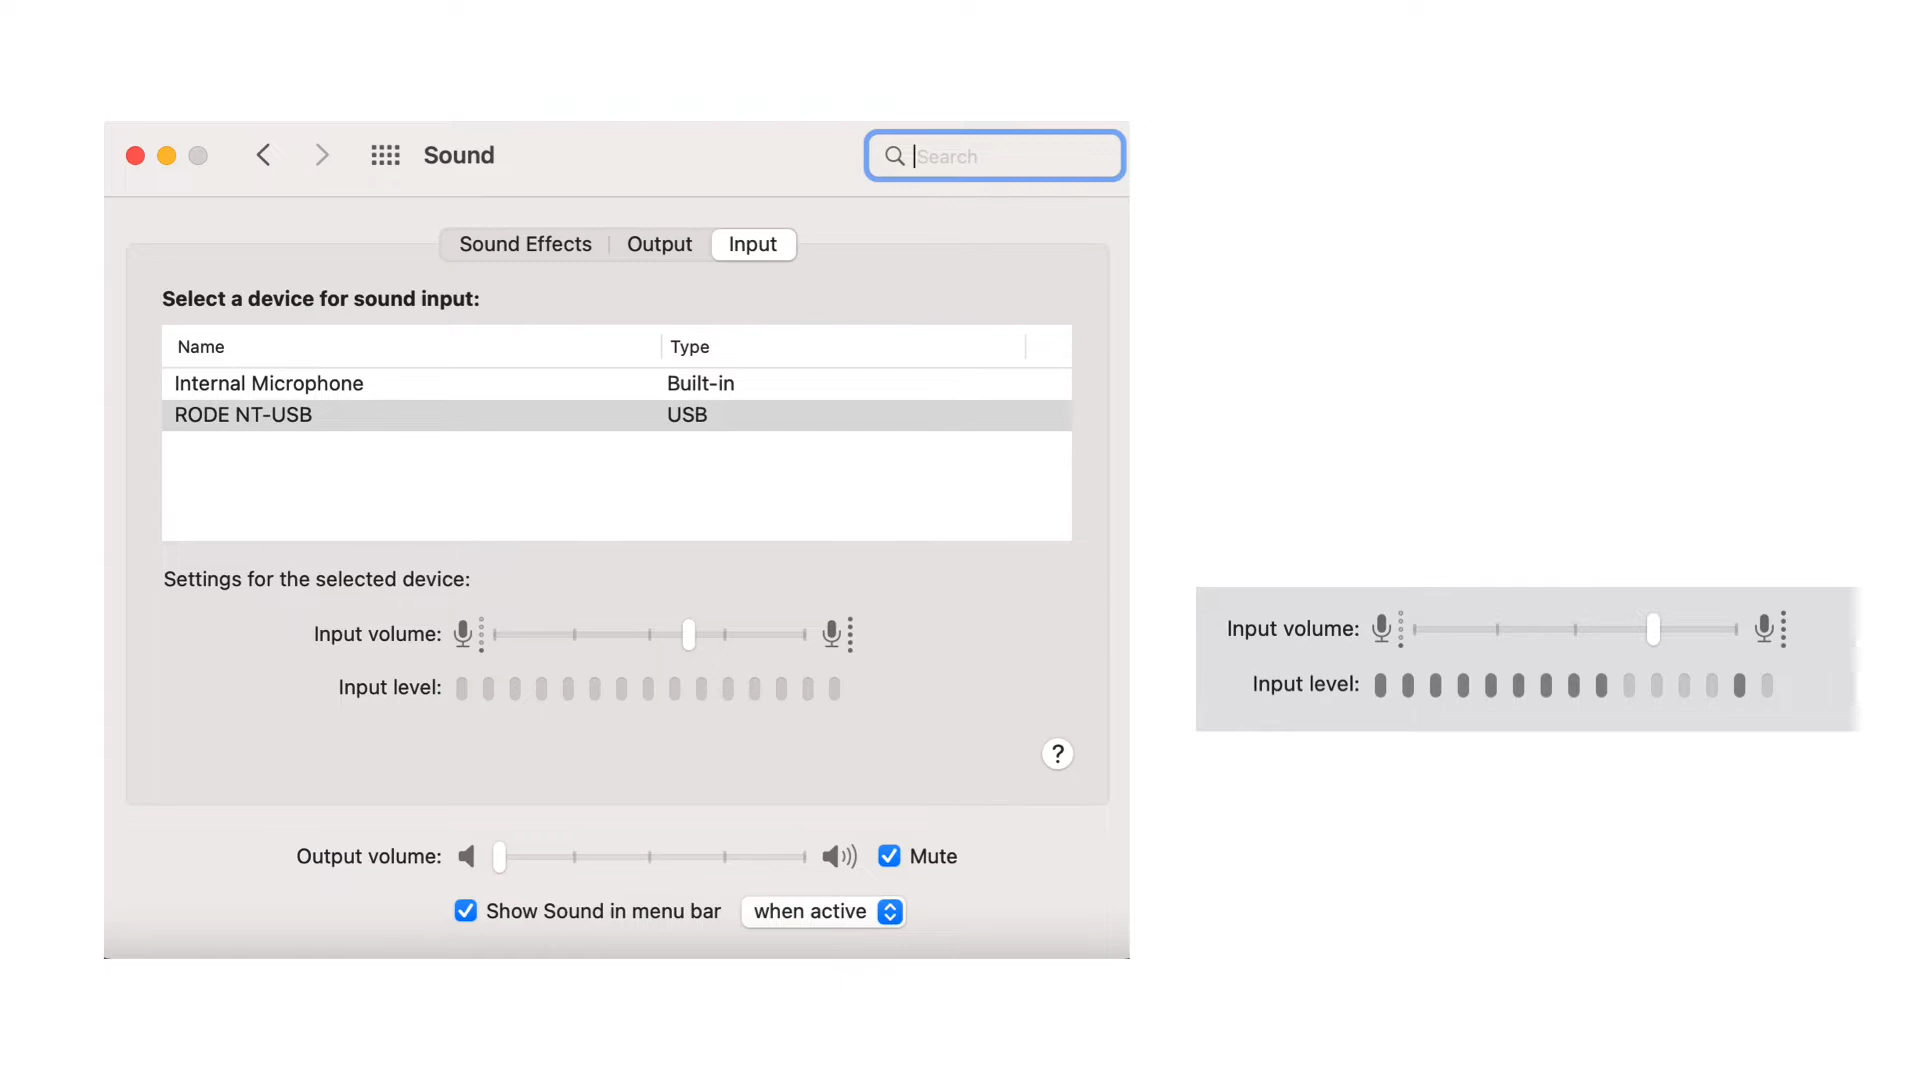 Sound
Search
Sound Effects
Output
Input
Select a device for sound input:
Name Type
Internal Microphone Built-in
RODE NT-USB USB
Settings for the selected device:
Input volume:
Input level:
?
Output volume:
Mute
Show Sound in menu bar when active
Input volume:
Input level: